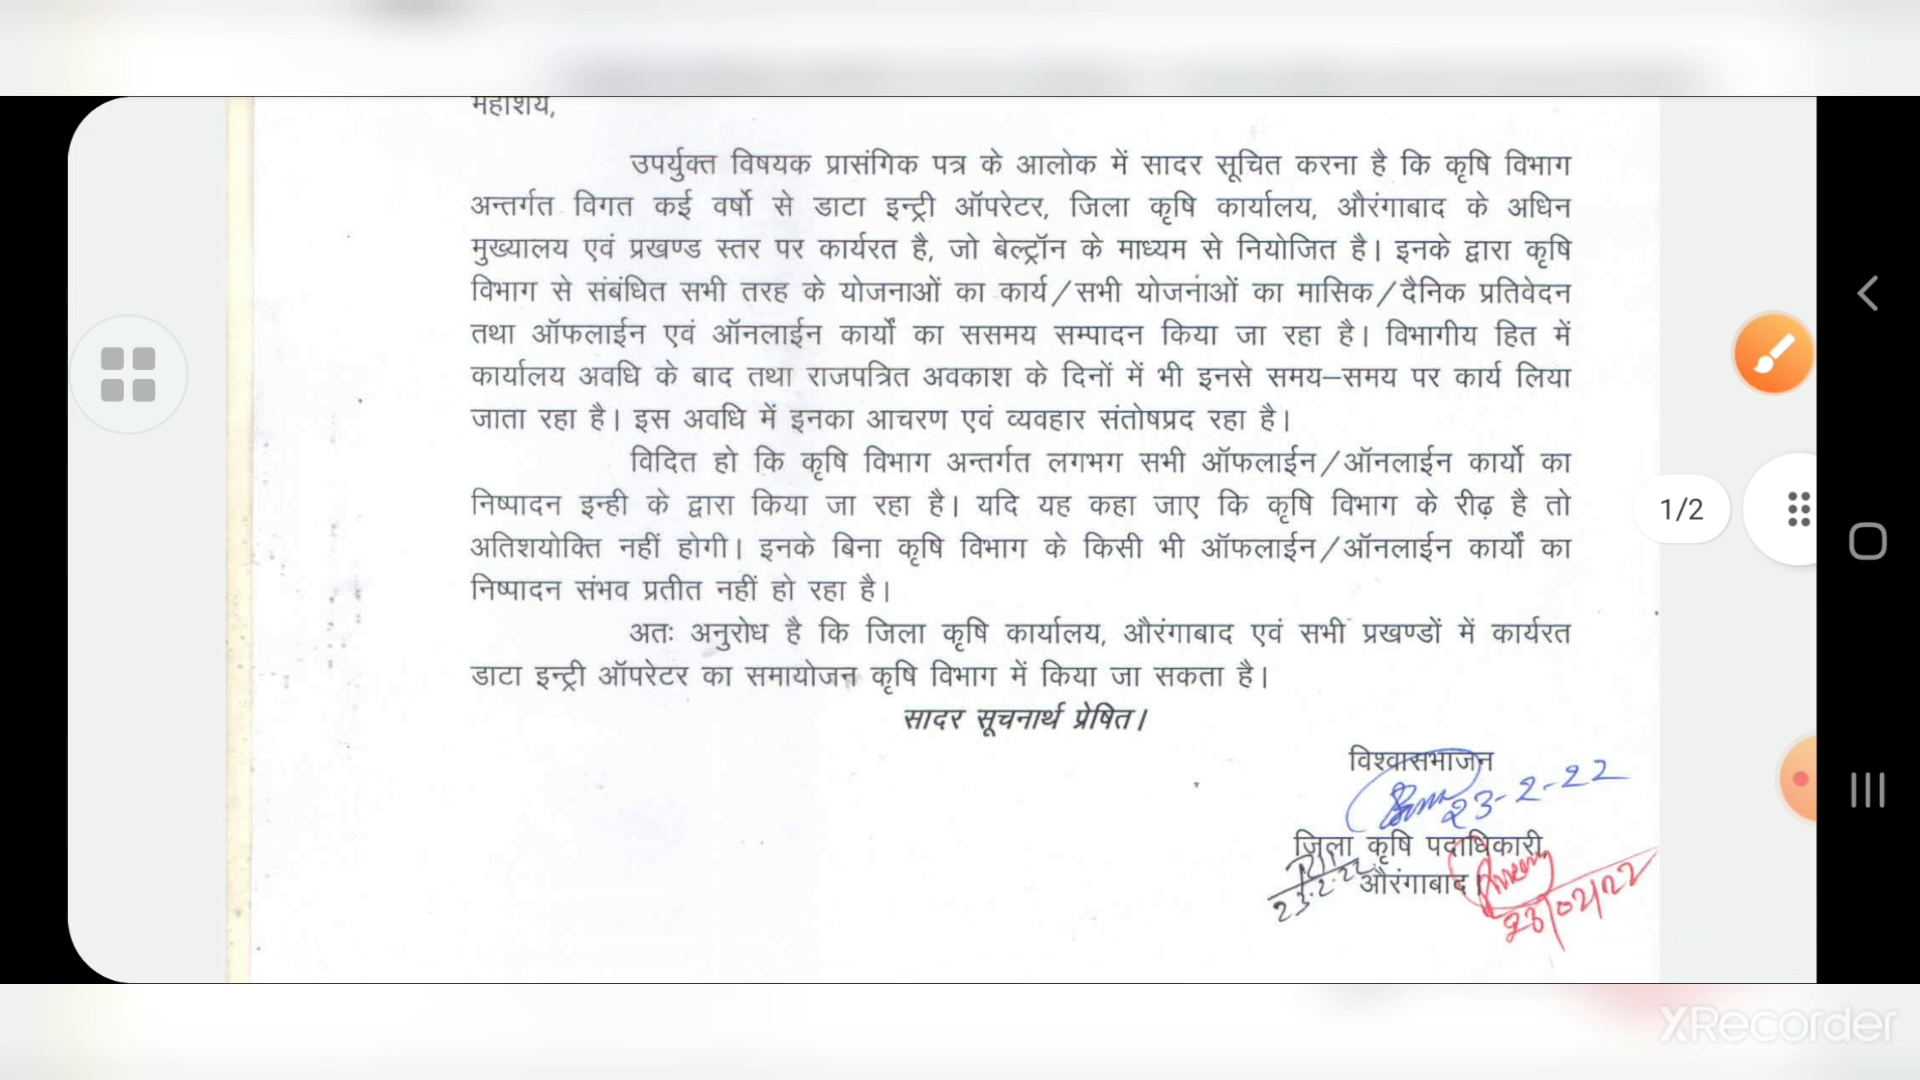 महाशय,
उपर्युक्त विषयक प्रासंगिक पत्र के आलोक में सादर सूचित करना है कि कृषि विभाग
अन्तर्गत विगत कई वर्षो से डाटा इन्ट्री ऑपरेटर, जिला कृषि कार्यालय, औरंगाबाद के अधिन
मुख्यालय एवं प्रखण्ड स्तर पर कार्यरत है, जो बेल्ट्रॉन के माध्यम से नियोजित है। इनके द्वारा कृषि
विभाग से संबंधित सभी तरह के योजनाओं का कार्य/सभी योजनाओं का मासिक/दैनिक प्रतिवेदन
तथा ऑफलाईन एवं ऑनलाईन कार्यों का ससमय सम्पादन किया जा रहा है। विभागीय हित में
कार्यालय अवधि के बाद तथा राजपत्रित अवकाश के दिनों में भी इनसे समय–समय पर कार्य लिया
जाता रहा है। इस अवधि में इनका आचरण एवं व्यवहार संतोषप्रद रहा है।
विदित हो कि कृषि विभाग अन्तर्गत लगभग सभी ऑफलाईन/ऑनलाईन कार्यो का
निष्पादन इन्ही के द्वारा किया जा रहा है। यदि यह कहा जाए कि कृषि विभाग के रीढ़ है तो
अतिशयोक्ति नहीं होगी। इनके बिना कृषि विभाग के किसी भी ऑफलाईन/ऑनलाईन कार्यों का
निष्पादन संभव प्रतीत नहीं हो रहा है।
अतः अनुरोध है कि जिला कृषि कार्यालय, औरंगाबाद एवं सभी प्रखण्डों में कार्यरत
डाटा इन्ट्री ऑपरेटर का समायोजन कृषि विभाग में किया जा सकता है।
सादर सूचनार्थ प्रेषित।
विश्वासभाजन
23-2-22
जिला कृषि पदाधिकारी,
औरंगाबाद।
23.2.22
23/02/22
1/2
XRecorder